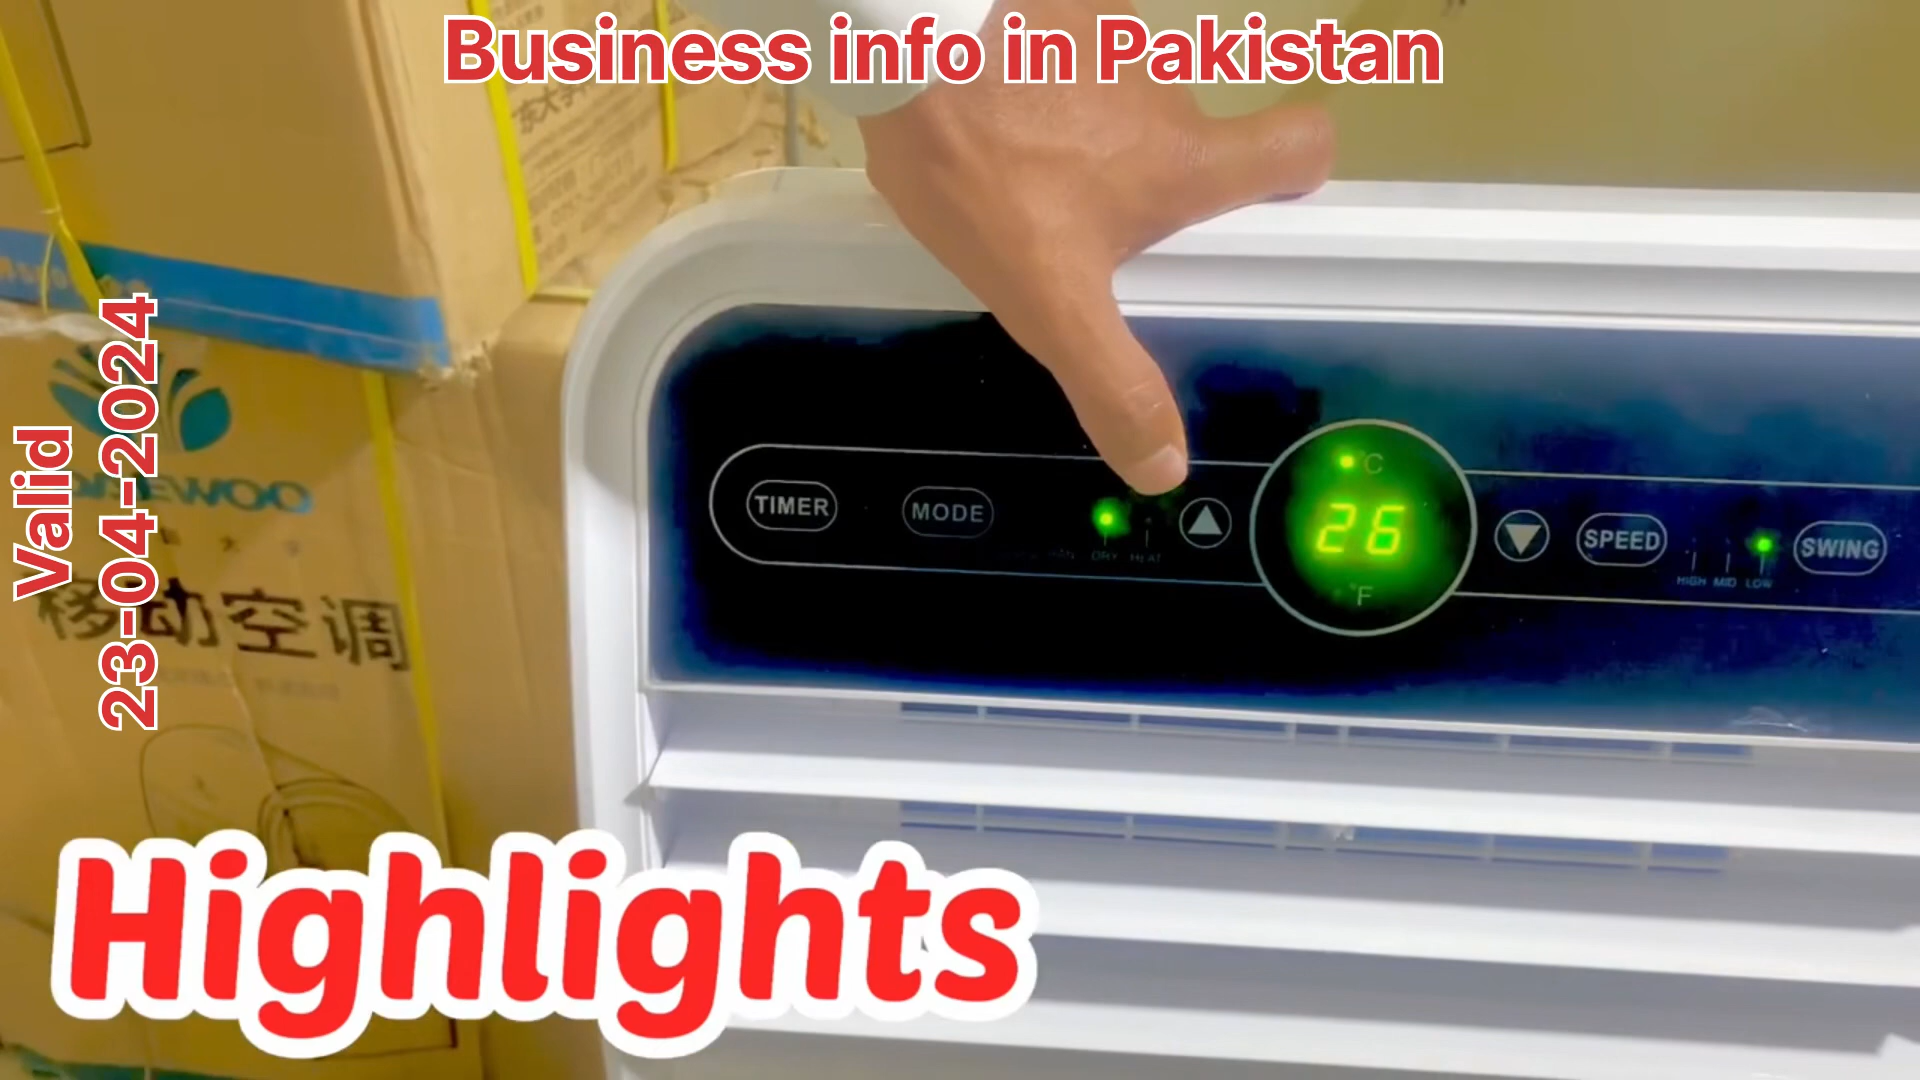 Business info in Pakistan
Valid
23-04-2024
DAEWOO
移动空调
TIMER
MODE
DRY HEAT
°C
26
°F
SPEED
HIGH MID LOW
SWING
Highlights